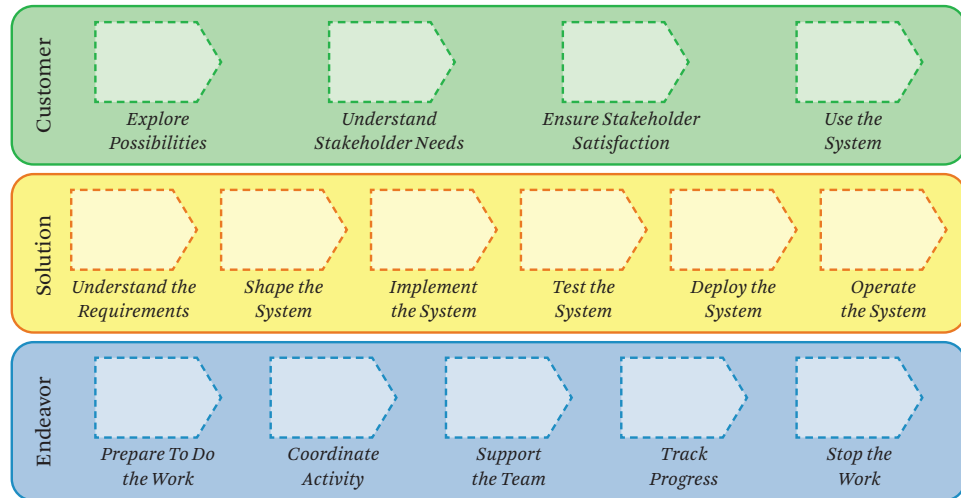 Customer
Explore
Possibilities
Understand
Stakeholder Needs
Ensure Stakeholder
Satisfaction
Use the
System
Solution
Understand the
Requirements
Shape the
System
Implement
the System
Test the
System
Deploy the
System
Operate
the System
Endeavor
Prepare To Do
the Work
Coordinate
Activity
Support
the Team
Track
Progress
Stop the
Work